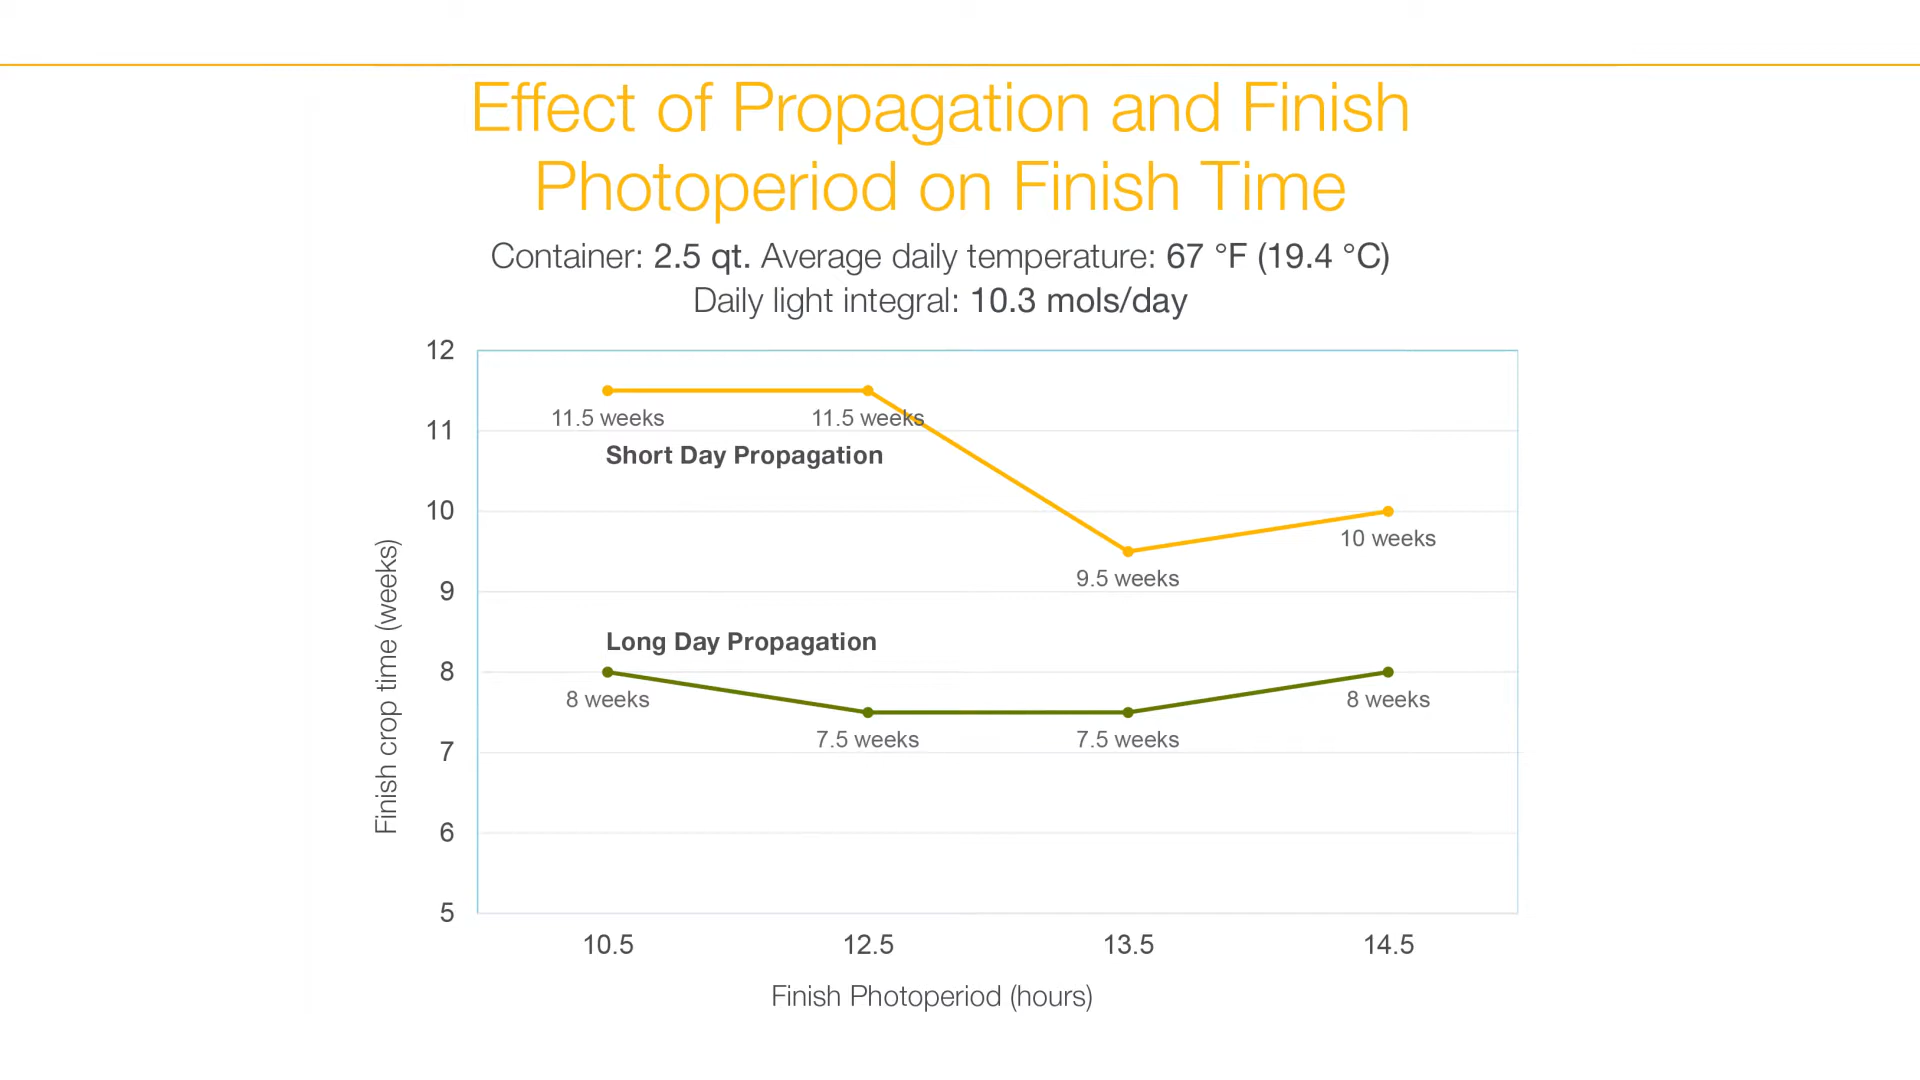 Effect of Propagation and Finish
Photoperiod on Finish Time
Container: 2.5 qt. Average daily temperature: 67 °F (19.4 °C)
Daily light integral: 10.3 mols/day
12
11.5 weeks
11.5 weeks
11
Short Day Propagation
10
10 weeks
9.5 weeks
9
Long Day Propagation
8
8 weeks
8 weeks
7.5 weeks
7.5 weeks
7
6
5
Finish crop time (weeks)
10.5
12.5
13.5
14.5
Finish Photoperiod (hours)